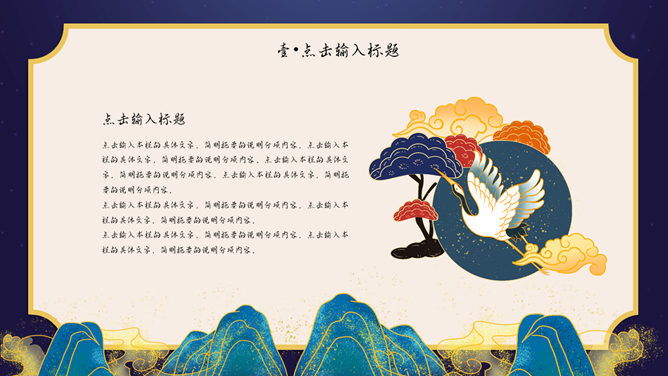 壹•点击输入标题
点击输入标题
点击输入本栏的具体文字，简明扼要的说明分项内容，点击输入本
栏的具体文字，简明扼要的说明分项内容。点击输入本栏的具体文
字，简明扼要的说明分项内容，点击输入本栏的具体文字，简明扼
要的说明分项内容。
点击输入本栏的具体文字，简明扼要的说明分项内容，点击输入本
栏的具体文字，简明扼要的说明分项内容。
点击输入本栏的具体文字，简明扼要的说明分项内容，点击输入本
栏的具体文字，简明扼要的说明分项内容。